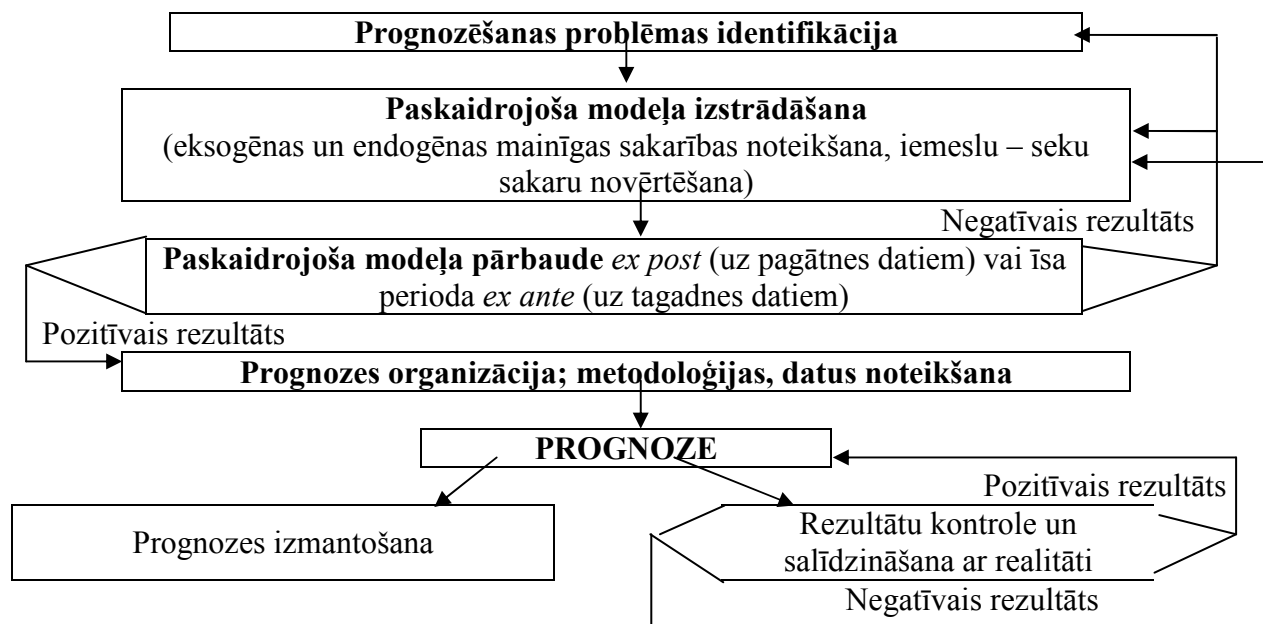 Prognozēšanas problēmas identifikācija
Paskaidrojoša modeļa izstrādāšana
(eksogēnas un endogēnas mainīgas sakarības noteikšana, iemeslu – seku
sakaru novērtēšana)
Negatīvais rezultāts
Paskaidrojoša modeļa pārbaude ex post (uz pagātnes datiem) vai īsa
perioda ex ante (uz tagadnes datiem)
Pozitīvais rezultāts
Prognozes organizācija; metodoloģijas, datus noteikšana
PROGNOZE
Pozitīvais rezultāts
Prognozes izmantošana
Rezultātu kontrole un
salīdzināšana ar realitāti
Negatīvais rezultāts